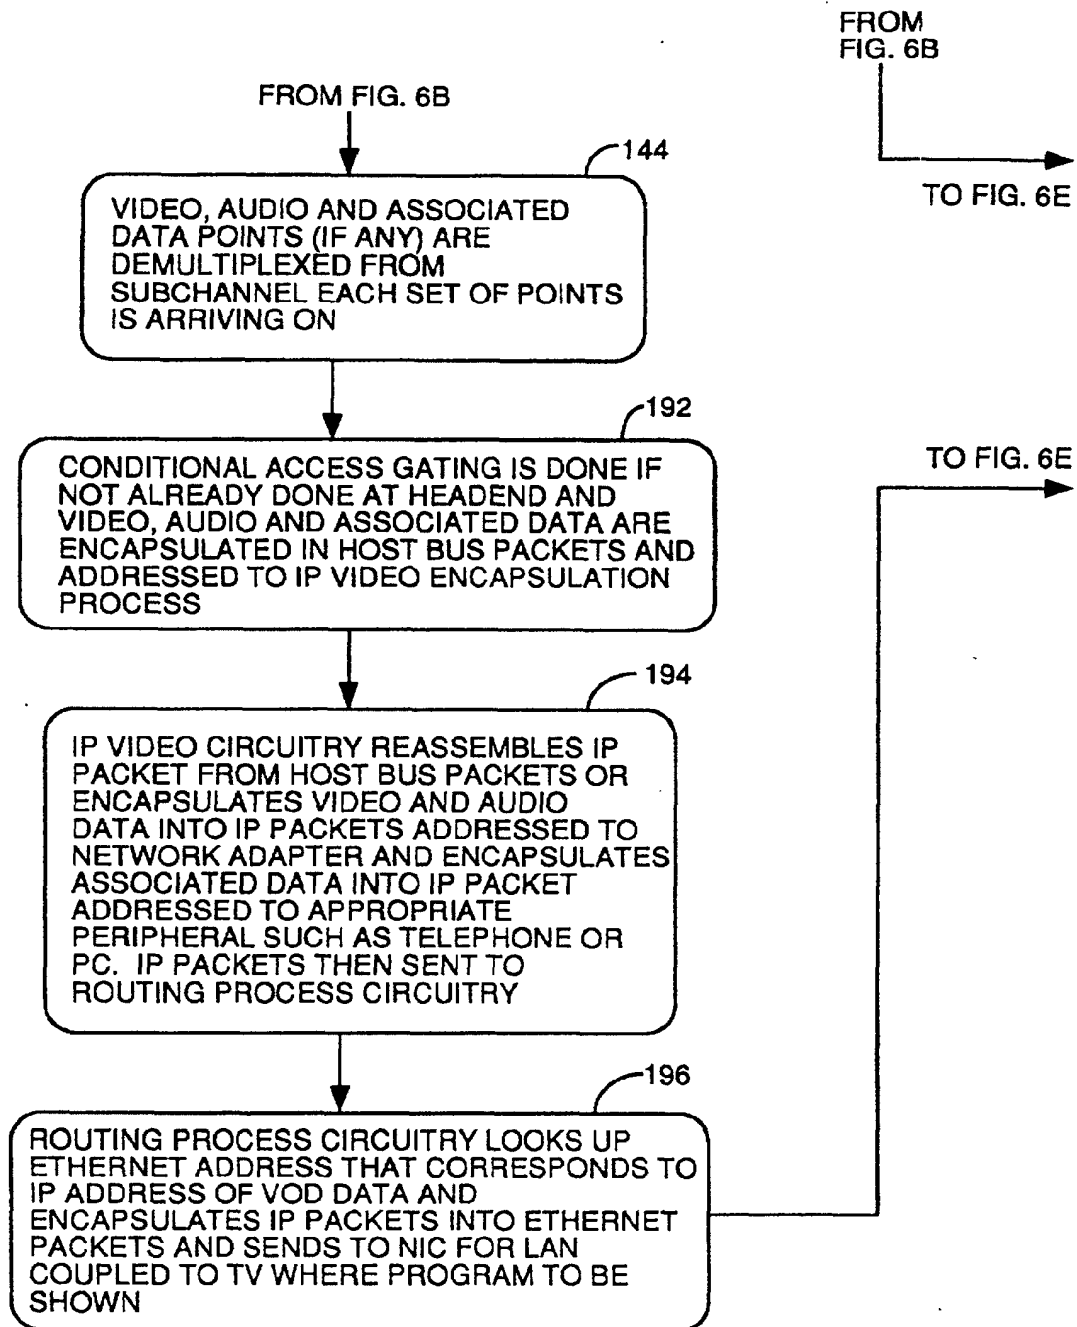 FROM
FIG. 6B
FROM FIG. 6B
TO FIG. 6E
144
VIDEO, AUDIO AND ASSOCIATED
DATA POINTS (IF ANY) ARE
DEMULTIPLEXED FROM
SUBCHANNEL EACH SET OF POINTS
IS ARRIVING ON
192
CONDITIONAL ACCESS GATING IS DONE IF
NOT ALREADY DONE AT HEADEND AND
VIDEO, AUDIO AND ASSOCIATED DATA ARE
ENCAPSULATED IN HOST BUS PACKETS AND
ADDRESSED TO IP VIDEO ENCAPSULATION
PROCESS
TO FIG. 6E
194
IP VIDEO CIRCUITRY REASSEMBLES IP
PACKET FROM HOST BUS PACKETS OR
ENCAPSULATES VIDEO AND AUDIO
DATA INTO IP PACKETS ADDRESSED TO
NETWORK ADAPTER AND ENCAPSULATES
ASSOCIATED DATA INTO IP PACKET
ADDRESSED TO APPROPRIATE
PERIPHERAL SUCH AS TELEPHONE OR
PC. IP PACKETS THEN SENT TO
ROUTING PROCESS CIRCUITRY
196
ROUTING PROCESS CIRCUITRY LOOKS UP
ETHERNET ADDRESS THAT CORRESPONDS TO
IP ADDRESS OF VOD DATA AND
ENCAPSULATES IP PACKETS INTO ETHERNET
PACKETS AND SENDS TO NIC FOR LAN
COUPLED TO TV WHERE PROGRAM TO BE
SHOWN